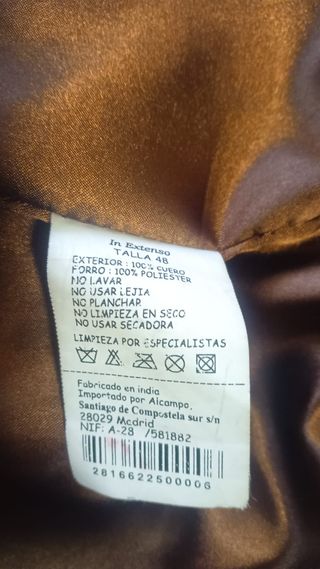 In Extenso
TALLA 48
EXTERIOR : 100% CUERO
FORRO : 100% POLIESTER
NO LAVAR
NO USAR LEJIA
NO PLANCHAR
NO LIMPIEZA EN SECO
NO USAR SECADORA
LIMPIEZA POR ESPECIALISTAS
Fabricado en india
Importado por Alcampo,
Santiago de Compostela sur s/n
28029 Madrid
NIF: A-28 /581882
2816622500006